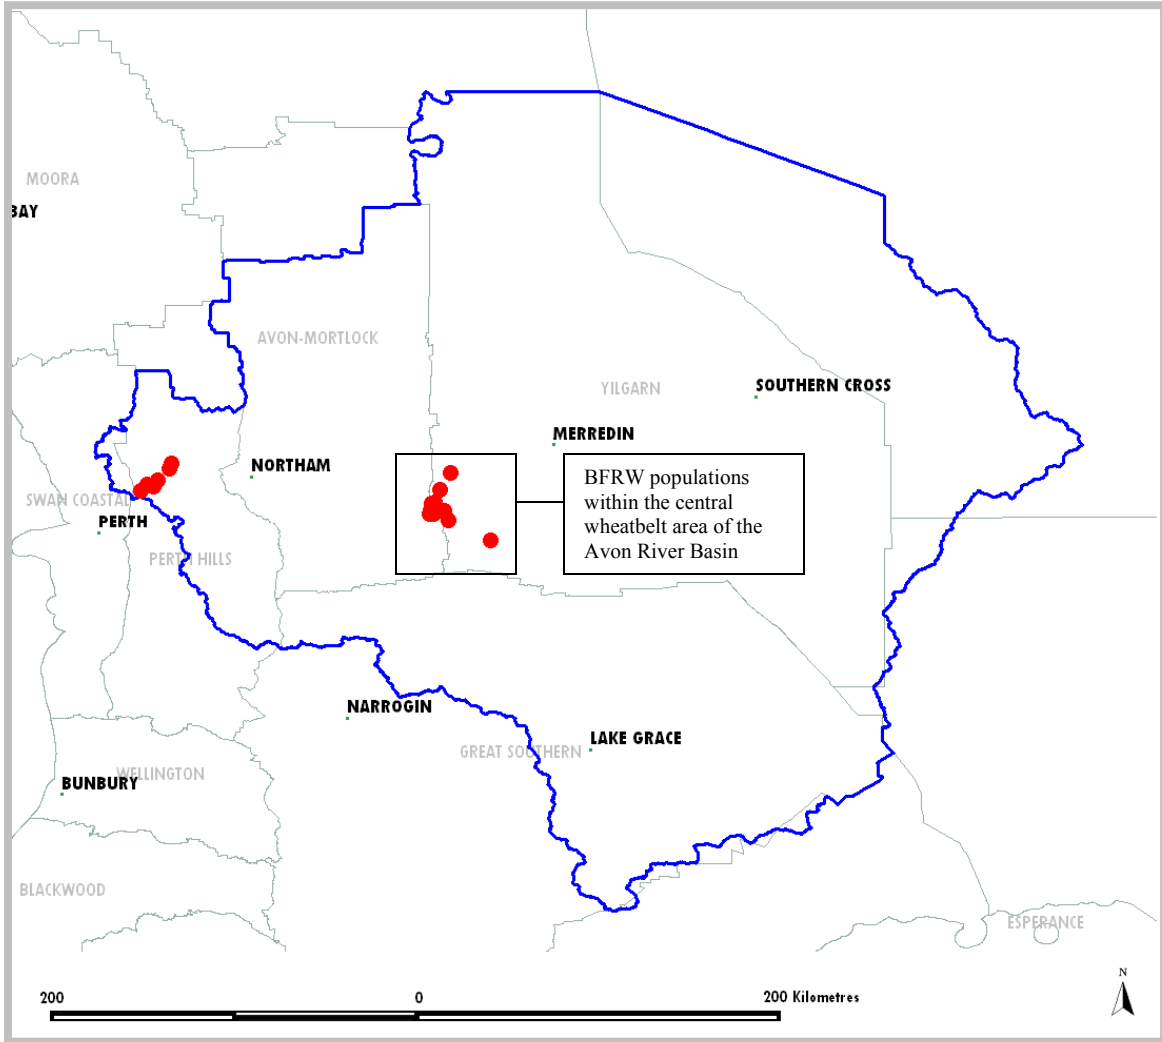 MOORA
BAY
AVON-MORTLOCK
YILGARN
SOUTHERN CROSS
MERREDIN
NORTHAM
BFRW populations
within the central
wheatbelt area of the
Avon River Basin
SWAN COASTAL
PERTH
PERTH HILLS
NARROGIN
LAKE GRACE
GREAT SOUTHERN
WELLINGTON
BUNBURY
BLACKWOOD
ESPERANCE
N
200 0 200 Kilometres